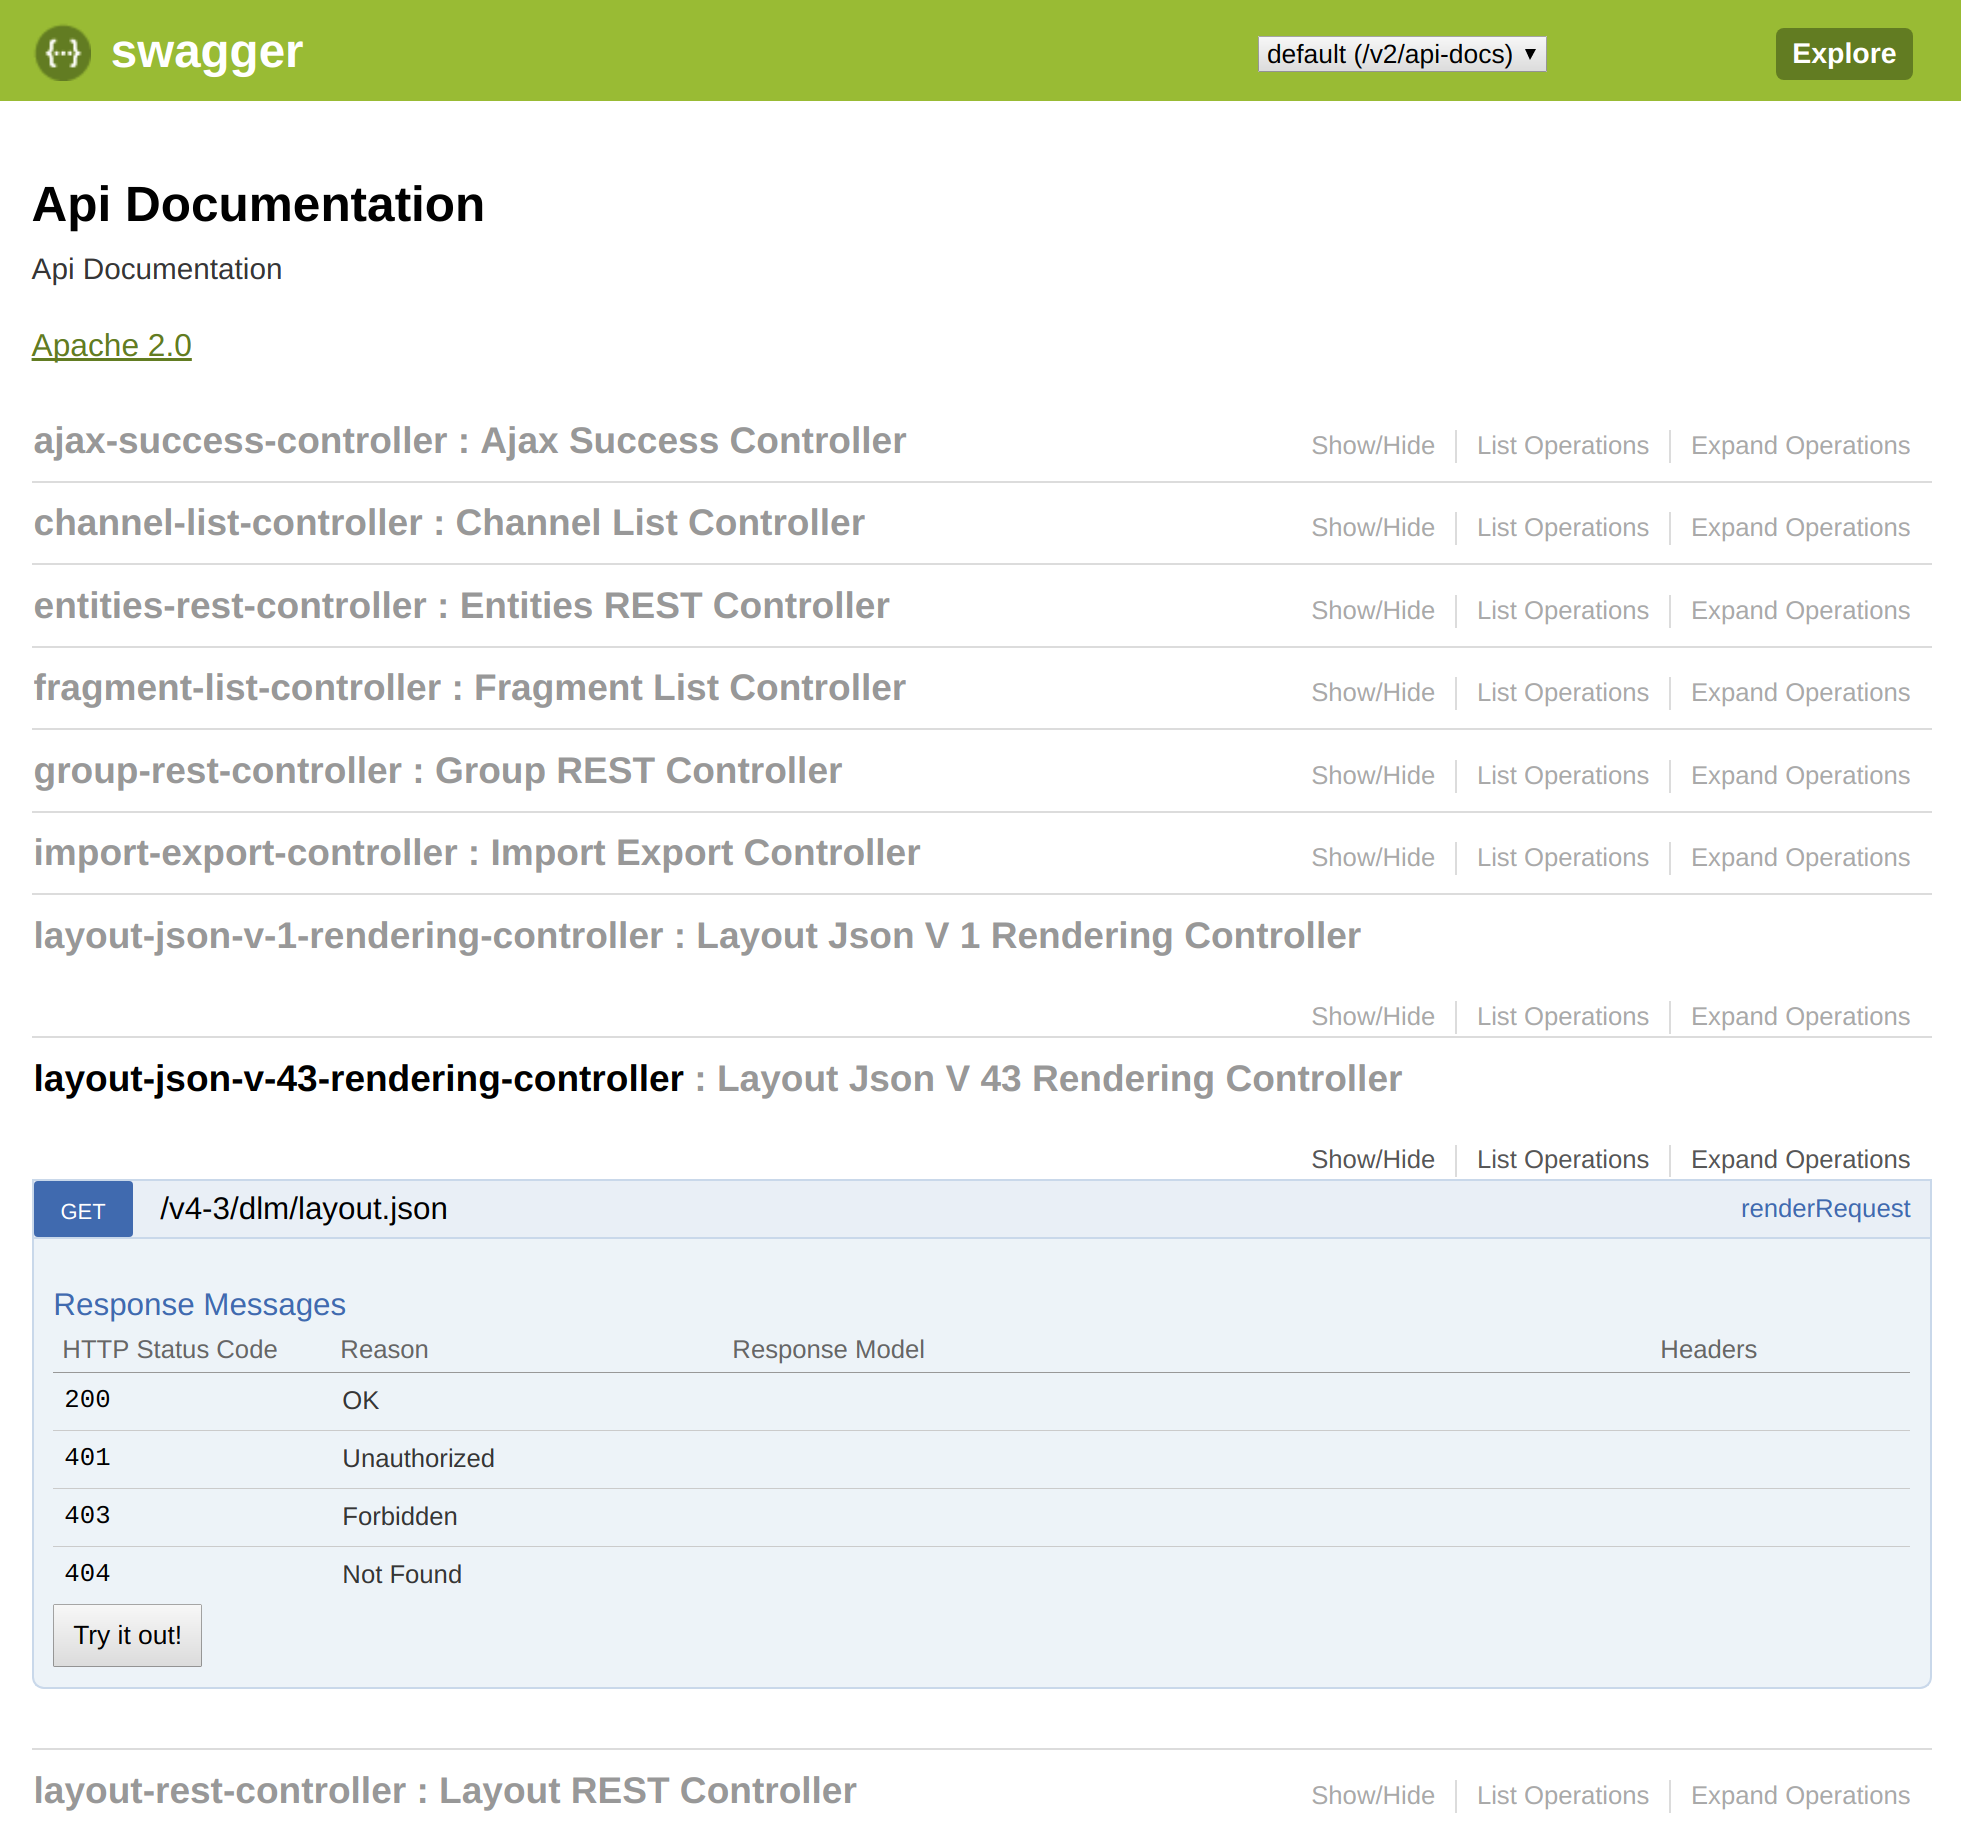 {···} swagger default (/v2/api-docs) ▼ Explore
Api Documentation
Api Documentation
Apache 2.0
ajax-success-controller : Ajax Success Controller Show/Hide List Operations Expand Operations
channel-list-controller : Channel List Controller Show/Hide List Operations Expand Operations
entities-rest-controller : Entities REST Controller Show/Hide List Operations Expand Operations
fragment-list-controller : Fragment List Controller Show/Hide List Operations Expand Operations
group-rest-controller : Group REST Controller Show/Hide List Operations Expand Operations
import-export-controller : Import Export Controller Show/Hide List Operations Expand Operations
layout-json-v-1-rendering-controller : Layout Json V 1 Rendering Controller
Show/Hide List Operations Expand Operations
layout-json-v-43-rendering-controller : Layout Json V 43 Rendering Controller
Show/Hide List Operations Expand Operations
GET /v4-3/dlm/layout.json renderRequest
Response Messages
HTTP Status Code Reason Response Model Headers
200 OK
401 Unauthorized
403 Forbidden
404 Not Found
Try it out!
layout-rest-controller : Layout REST Controller Show/Hide List Operations Expand Operations